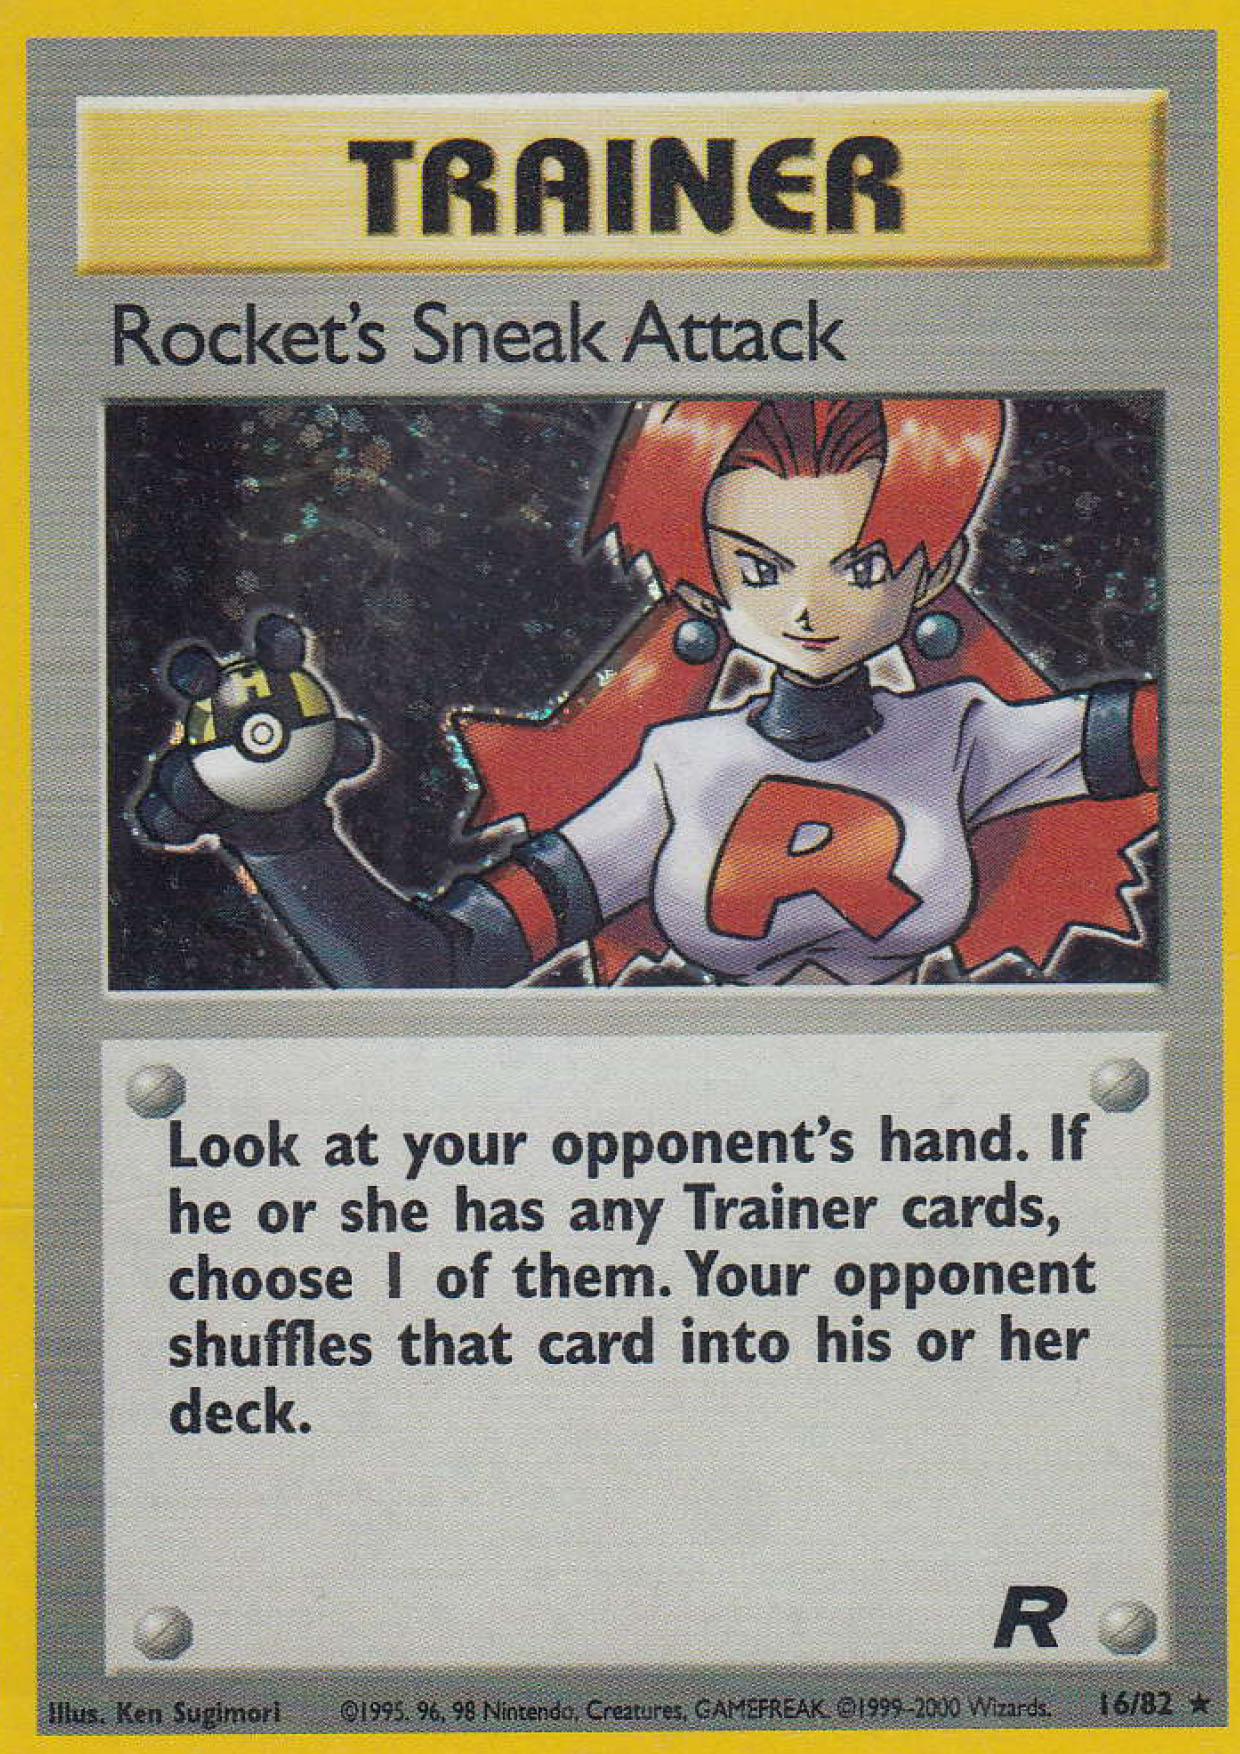 TRAINER
Rocket's Sneak Attack
R
Look at your opponent's hand. If
he or she has any Trainer cards,
choose 1 of them. Your opponent
shuffles that card into his or her
deck.
R
Illus. Ken Sugimori ©1995, 96, 98 Nintendo, Creatures, GAMEFREAK. ©1999-2000 Wizards. 16/82 ★